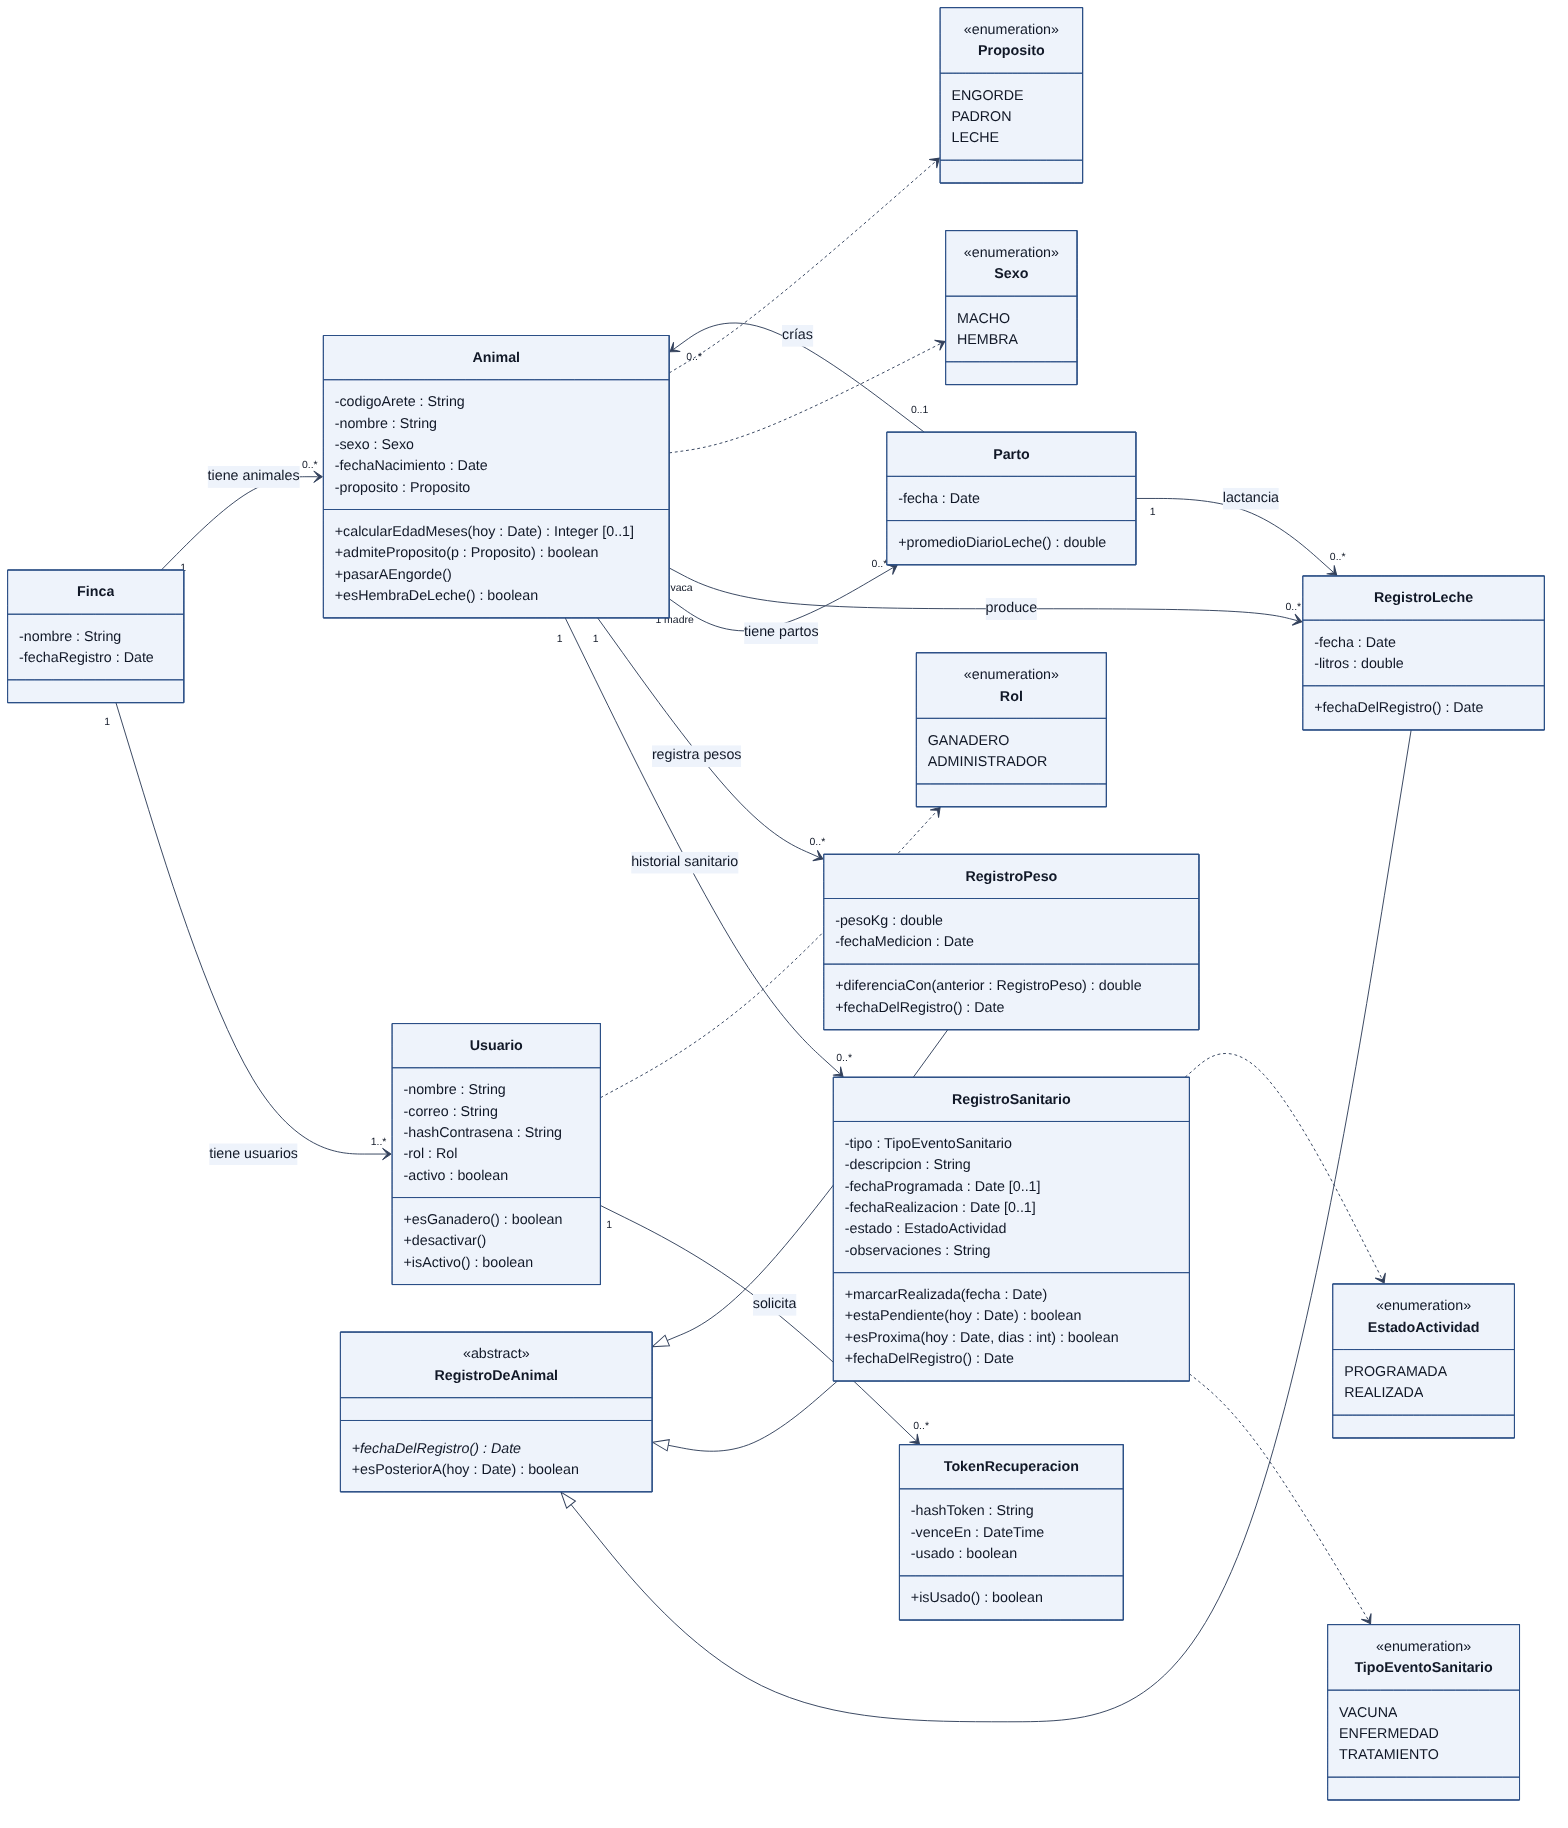 «enumeration»
Proposito
ENGORDE
PADRON
LECHE
«enumeration»
Sexo
MACHO
HEMBRA
crías
0..*
0..1
Animal
-codigoArete : String
-nombre : String
-sexo : Sexo
-fechaNacimiento : Date
-proposito : Proposito
+calcularEdadMeses(hoy : Date) : Integer [0..1]
+admiteProposito(p : Proposito) : boolean
+pasarAEngorde()
+esHembraDeLeche() : boolean
tiene animales
0..*
1
Parto
-fecha : Date
+promedioDiarioLeche() : double
lactancia
1
0..*
0..*
vaca
1 madre
produce
0..*
tiene partos
Finca
-nombre : String
-fechaRegistro : Date
1
RegistroLeche
-fecha : Date
-litros : double
+fechaDelRegistro() : Date
1
1
«enumeration»
Rol
GANADERO
ADMINISTRADOR
registra pesos
0..*
historial sanitario
0..*
RegistroPeso
-pesoKg : double
-fechaMedicion : Date
+diferenciaCon(anterior : RegistroPeso) : double
+fechaDelRegistro() : Date
tiene usuarios
1..*
Usuario
-nombre : String
-correo : String
-hashContrasena : String
-rol : Rol
-activo : boolean
+esGanadero() : boolean
+desactivar()
+isActivo() : boolean
1
solicita
0..*
RegistroSanitario
-tipo : TipoEventoSanitario
-descripcion : String
-fechaProgramada : Date [0..1]
-fechaRealizacion : Date [0..1]
-estado : EstadoActividad
-observaciones : String
+marcarRealizada(fecha : Date)
+estaPendiente(hoy : Date) : boolean
+esProxima(hoy : Date, dias : int) : boolean
+fechaDelRegistro() : Date
«enumeration»
EstadoActividad
PROGRAMADA
REALIZADA
«abstract»
RegistroDeAnimal
+fechaDelRegistro() : Date
+esPosteriorA(hoy : Date) : boolean
TokenRecuperacion
-hashToken : String
-venceEn : DateTime
-usado : boolean
+isUsado() : boolean
«enumeration»
TipoEventoSanitario
VACUNA
ENFERMEDAD
TRATAMIENTO